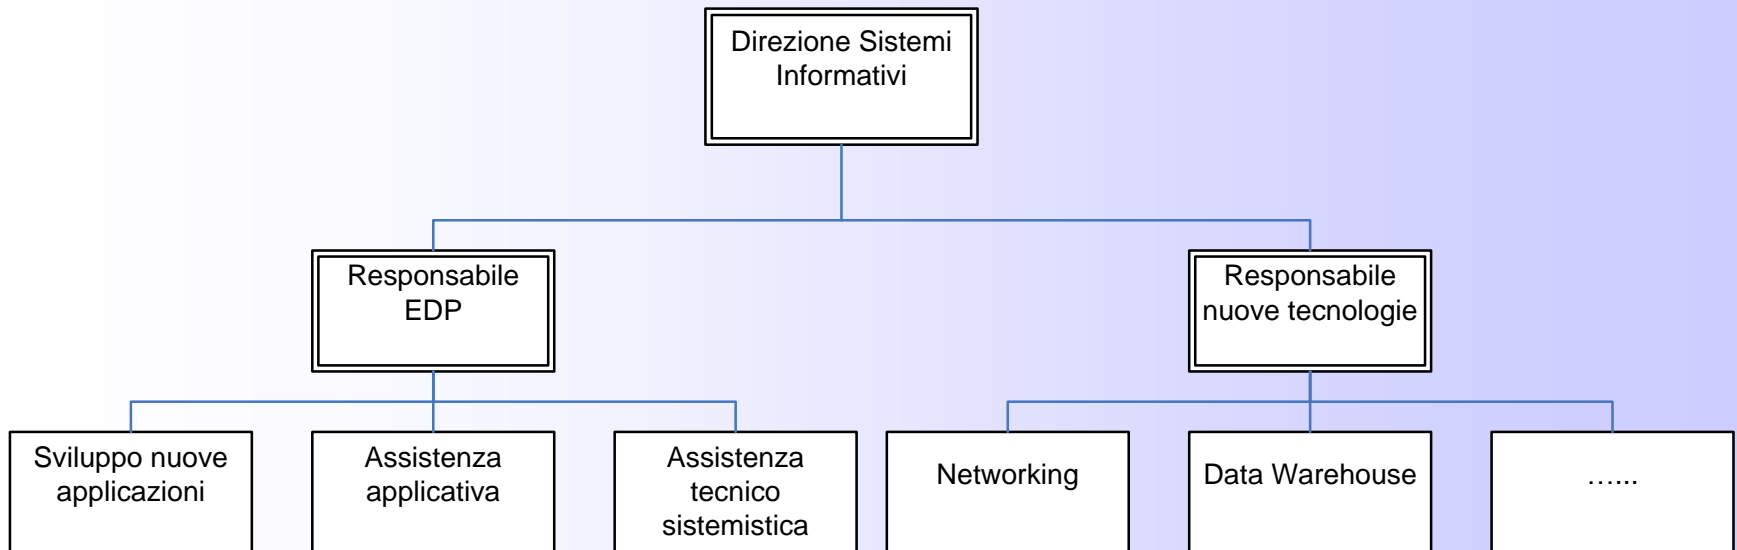 Direzione Sistemi
Informativi
Responsabile
EDP
Responsabile
nuove tecnologie
Sviluppo nuove
applicazioni
Assistenza
applicativa
Assistenza
tecnico
sistemistica
Networking
Data Warehouse
…...